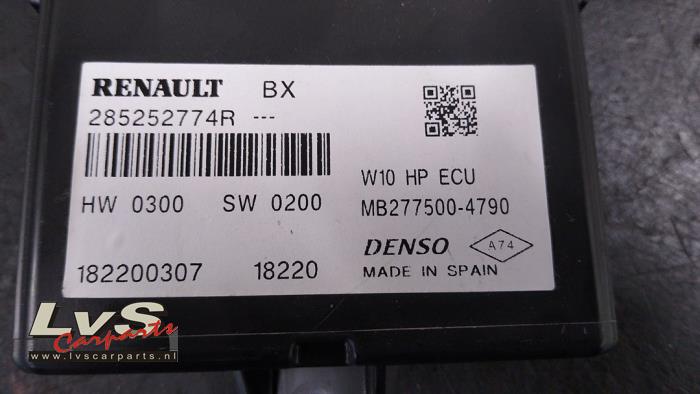 RENAULT BX
285252774R ---
HW 0300 SW 0200
182200307 18220
W10 HP ECU
MB277500-4790
DENSO A74
MADE IN SPAIN
LvS
Carparts
www.lvscarparts.nl